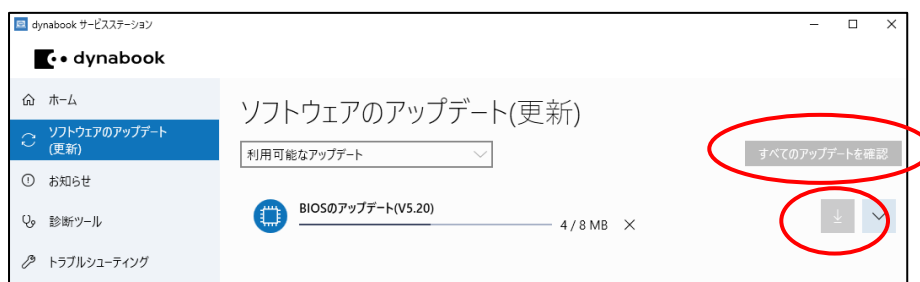 dynabook サービスステーション
dynabook
ホーム
ソフトウェアのアップデート
(更新)
お知らせ
診断ツール
トラブルシューティング
ソフトウェアのアップデート(更新)
利用可能なアップデート
すべてのアップデートを確認
BIOSのアップデート(V5.20)
4 / 8 MB